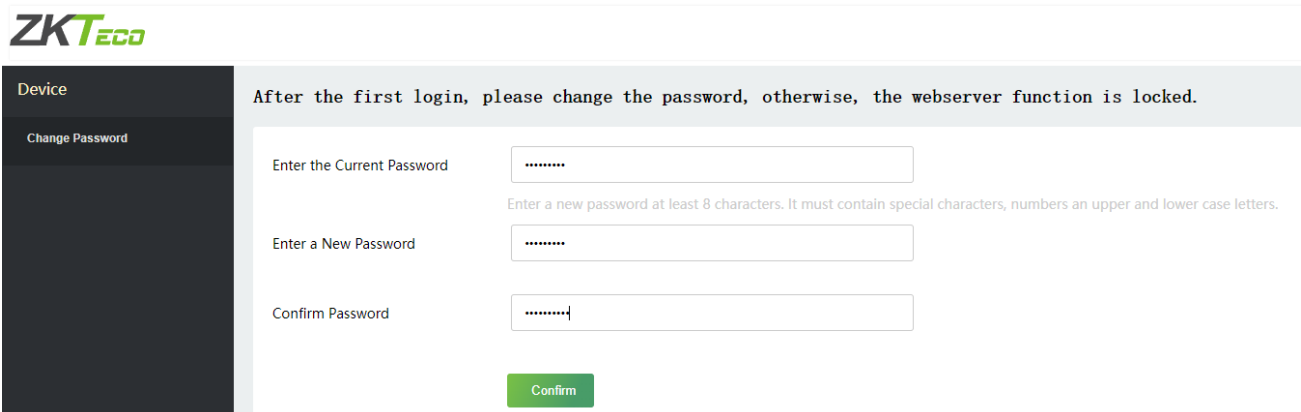 ZKTeco
Device
Change Password
After the first login, please change the password, otherwise, the webserver function is locked.
Enter the Current Password
•••••••••
Enter a new password at least 8 characters. It must contain special characters, numbers an upper and lower case letters.
Enter a New Password
•••••••••
Confirm Password
••••••••••
Confirm